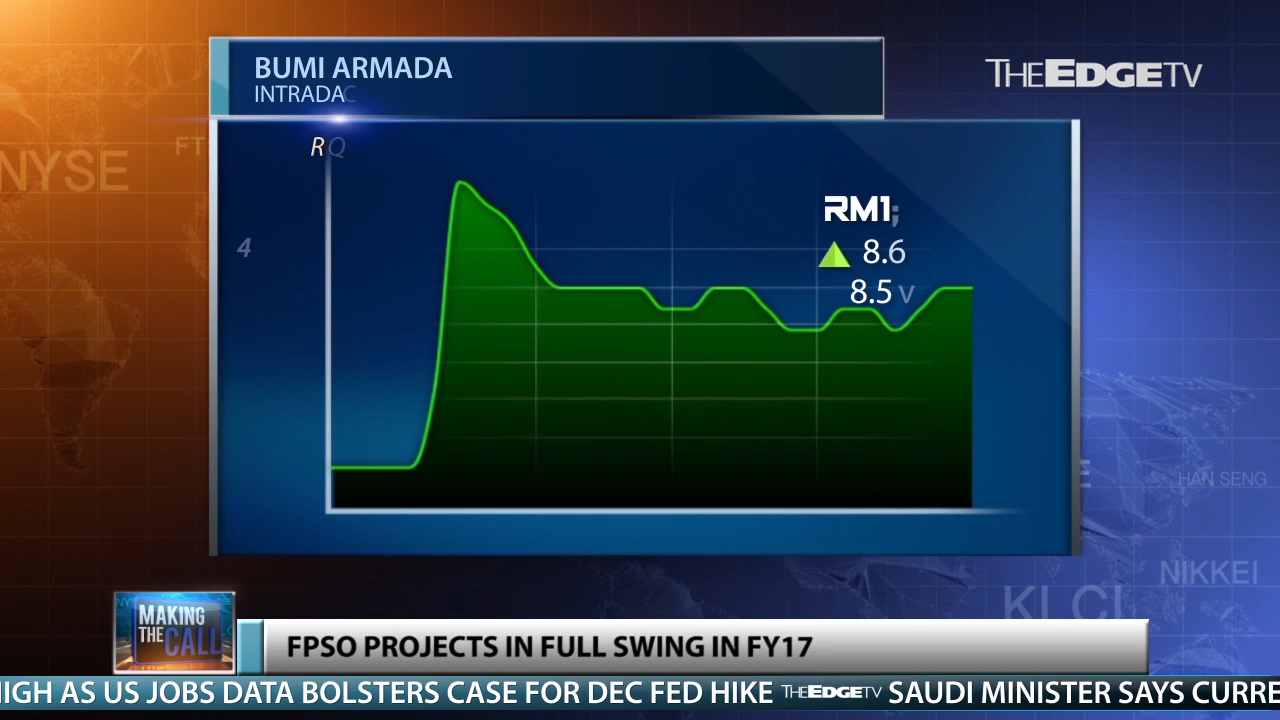 BUMI ARMADA
THEEDGETV
INTRADA
R
NYSE
FT
RM1
4
8.6
8.5
HAN SENG
NIKKEI
KLCI
MAKING
THE CALL
FPSO PROJECTS IN FULL SWING IN FY17
HIGH AS US JOBS DATA BOLSTERS CASE FOR DEC FED HIKE THEEDGETV SAUDI MINISTER SAYS CURRE